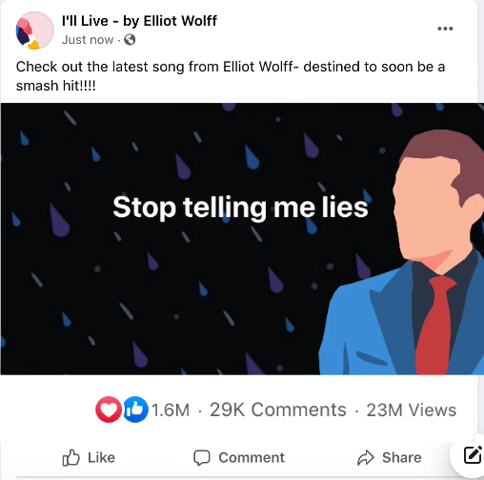 I'll Live - by Elliot Wolff
Just now ·
Check out the latest song from Elliot Wolff- destined to soon be a
smash hit!!!!
Stop telling me lies
1.6M · 29K Comments · 23M Views
Like Comment Share